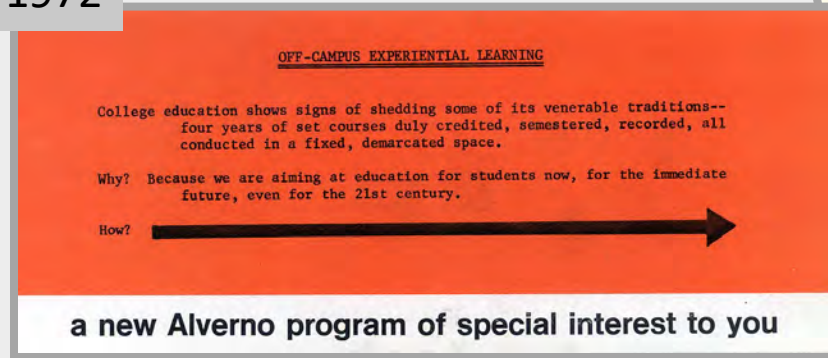 1972
OFF-CAMPUS EXPERIENTIAL LEARNING
College education shows signs of shedding some of its venerable traditions--
four years of set courses duly credited, semestered, recorded, all
conducted in a fixed, demarcated space.
Why? Because we are aiming at education for students now, for the immediate
future, even for the 21st century.
How?
a new Alverno program of special interest to you